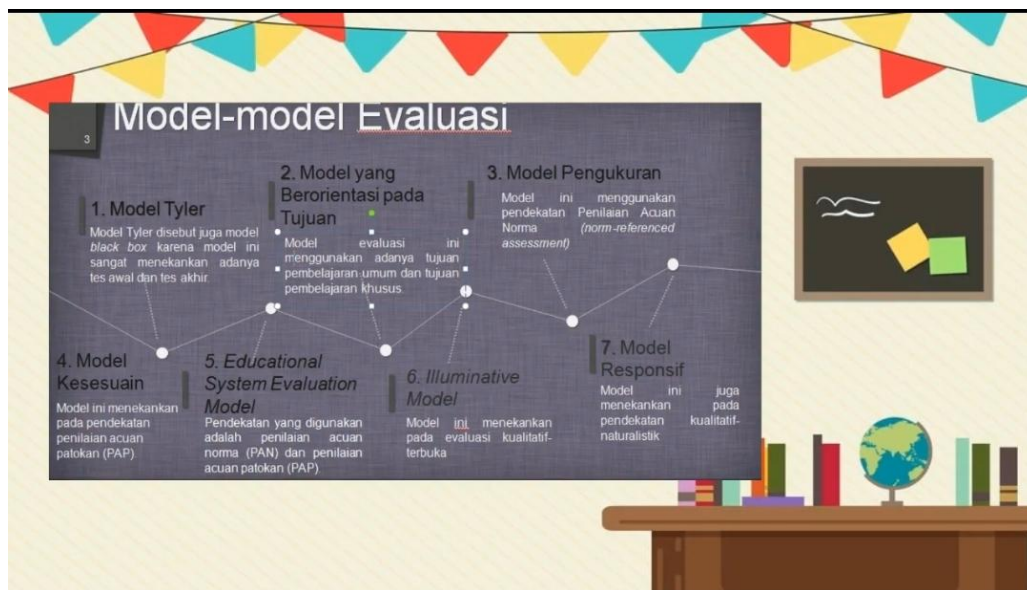 Model-model Evaluasi
3
1. Model Tyler
Model Tyler disebut juga model
black box karena model ini
sangat menekankan adanya
tes awal dan tes akhir.
2. Model yang
Berorientasi pada
Tujuan
Model evaluasi ini
menggunakan adanya tujuan
pembelajaran umum dan tujuan
pembelajaran khusus.
3. Model Pengukuran
Model ini menggunakan
pendekatan Penilaian Acuan
Norma (norm-referenced
assessment)
4. Model
Kesesuain
Model ini menekankan
pada pendekatan
penilaian acuan
patokan (PAP).
5. Educational
System Evaluation
Model
Pendekatan yang digunakan
adalah penilaian acuan
norma (PAN) dan penilaian
acuan patokan (PAP).
6. Illuminative
Model
Model ini menekankan
pada evaluasi kualitatif-
terbuka
7. Model
Responsif
Model ini juga
menekankan pada
pendekatan kualitatif-
naturalistik